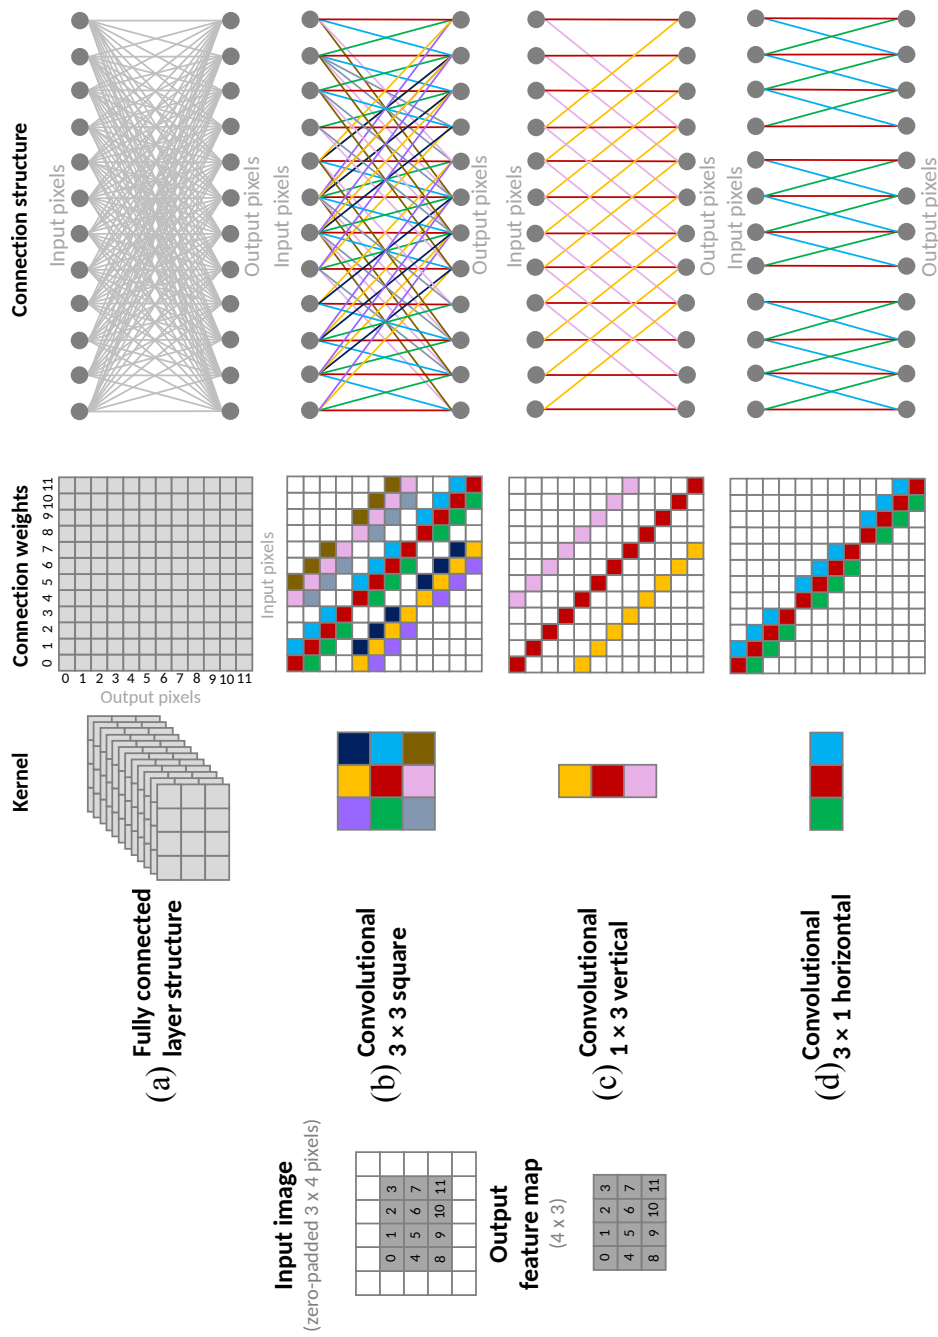 Input image
(zero-padded 3 x 4 pixels)
0 1 2 3
4 5 6 7
8 9 10 11
Output
feature map
(4 x 3)
0 1 2 3
4 5 6 7
8 9 10 11
Kernel
Connection weights
Connection structure
(a)
Fully connected
layer structure
0 1 2 3 4 5 6 7 8 9 10 11
0
1
2
3
4
5
6
7
8
9
10
11
Output pixels
Input pixels
Input pixels
Output pixels
(b)
Convolutional
3 × 3 square
Input pixels
Output pixels
(c)
Convolutional
1 × 3 vertical
Input pixels
Output pixels
(d)
Convolutional
3 × 1 horizontal
Input pixels
Output pixels